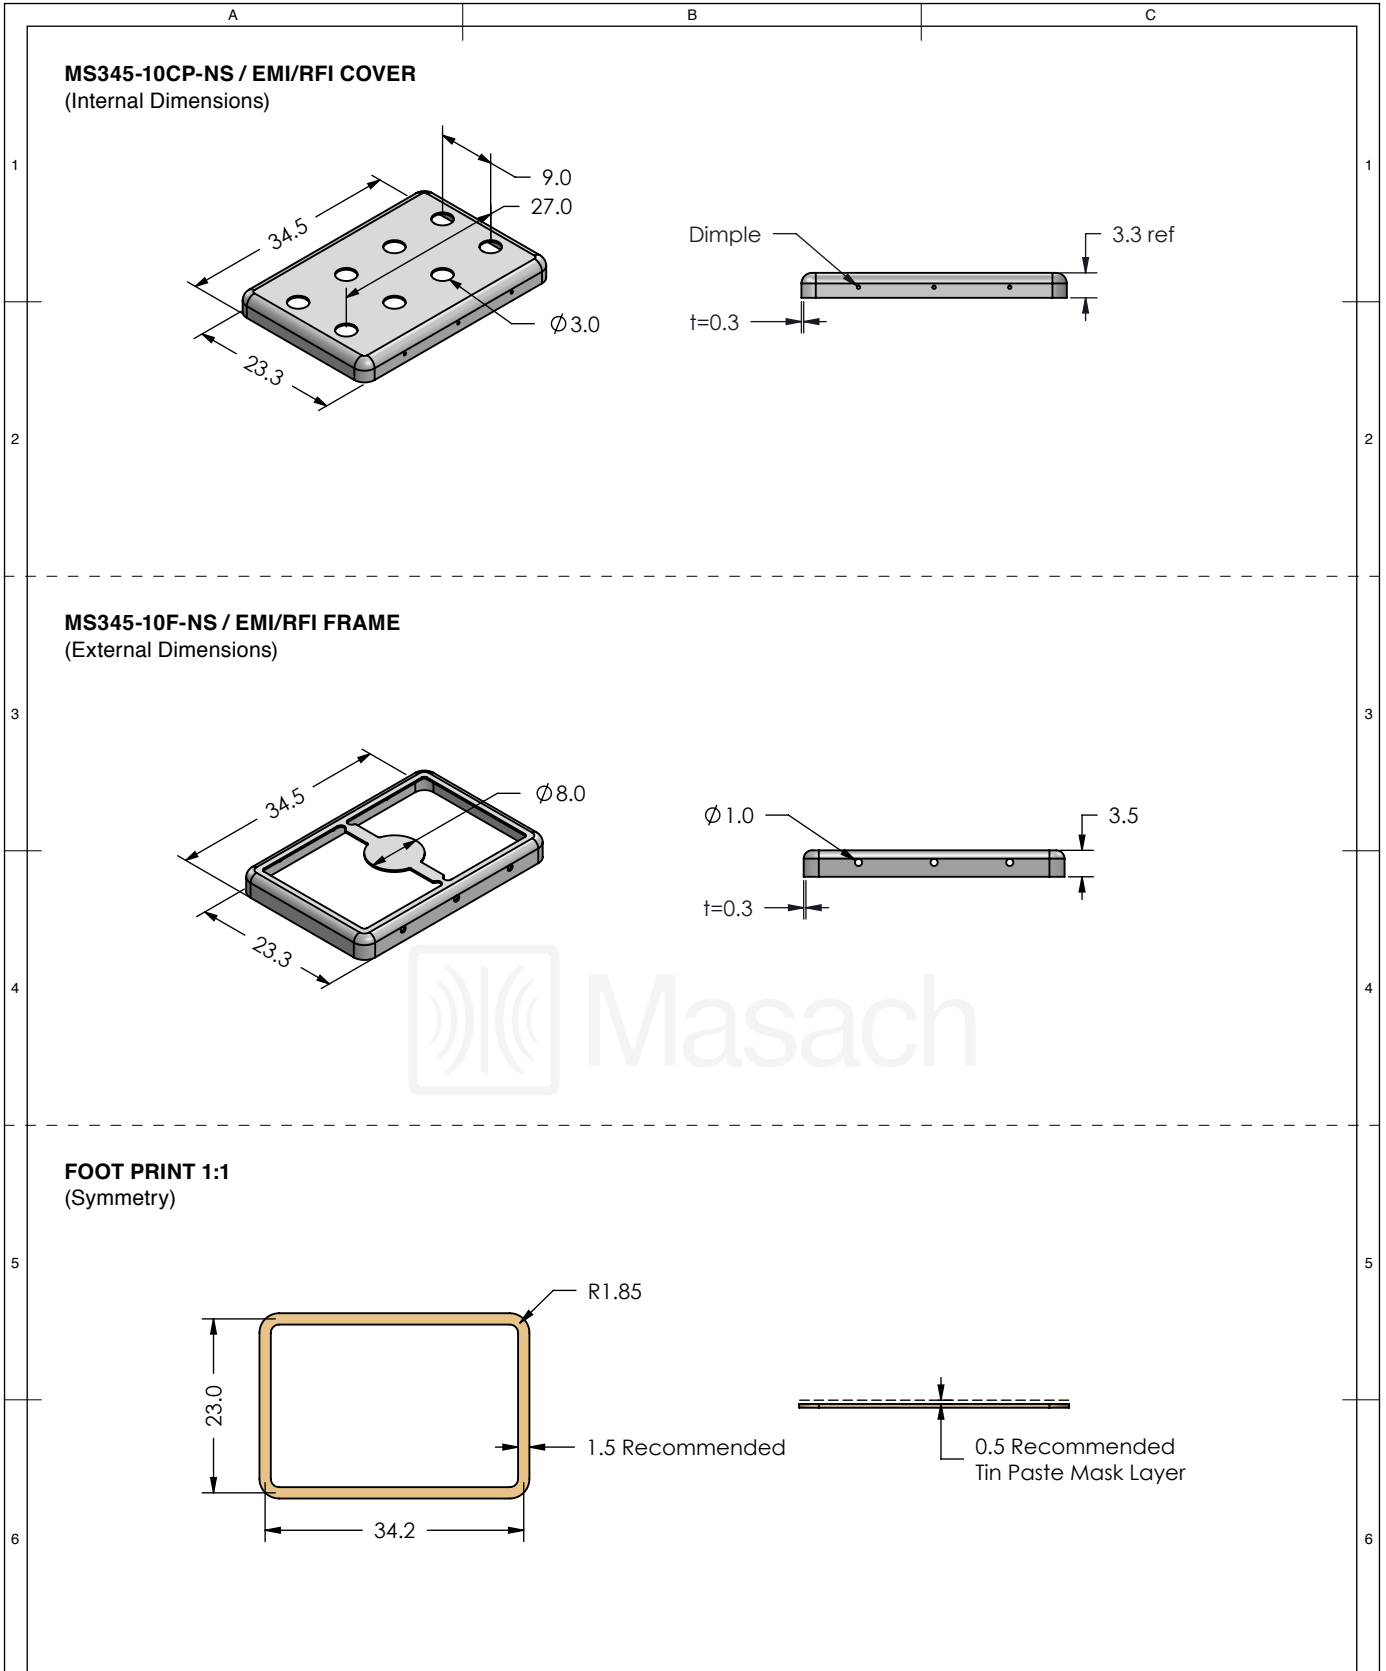 A B C
MS345-10CP-NS / EMI/RFI COVER
(Internal Dimensions)
1 1
9.0
27.0
34.5
Dimple
3.3 ref
t=0.3
Ø3.0
23.3
2 2
MS345-10F-NS / EMI/RFI FRAME
(External Dimensions)
3 3
34.5
Ø8.0
Ø1.0
3.5
t=0.3
23.3
4 4
Masach
FOOT PRINT 1:1
(Symmetry)
5 5
R1.85
23.0
1.5 Recommended
0.5 Recommended
Tin Paste Mask Layer
34.2
6 6